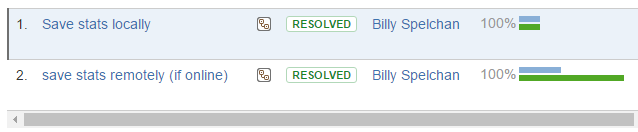 1. Save stats locally RESOLVED Billy Spelchan 100%
2. save stats remotely (if online) RESOLVED Billy Spelchan 100%